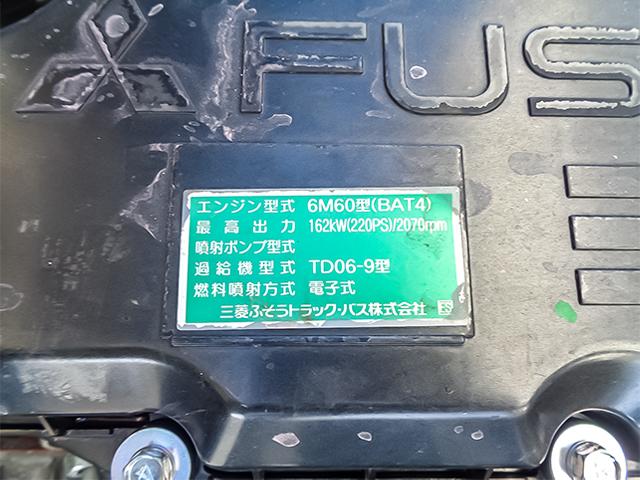 FUS
エンジン型式 6M60型(BAT4)
最高出力 162kW(220PS)/2070rpm
噴射ポンプ型式
過給機型式 TD06-9型
燃料噴射方式 電子式
三菱ふそうトラック・バス株式会社